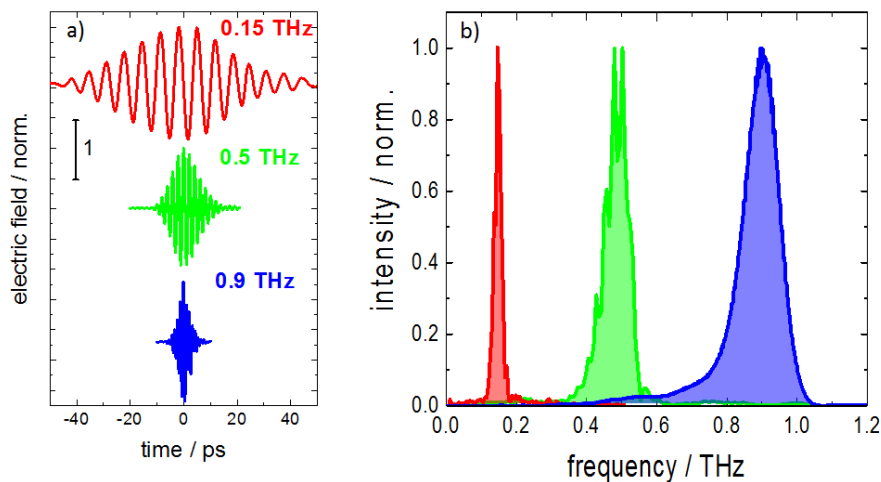 a)
0.15 THz
1
0.5 THz
0.9 THz
electric field / norm.
-40 -20 0 20 40
time / ps
b)
1.0
0.8
0.6
0.4
0.2
0.0
intensity / norm.
0.0 0.2 0.4 0.6 0.8 1.0 1.2
frequency / THz